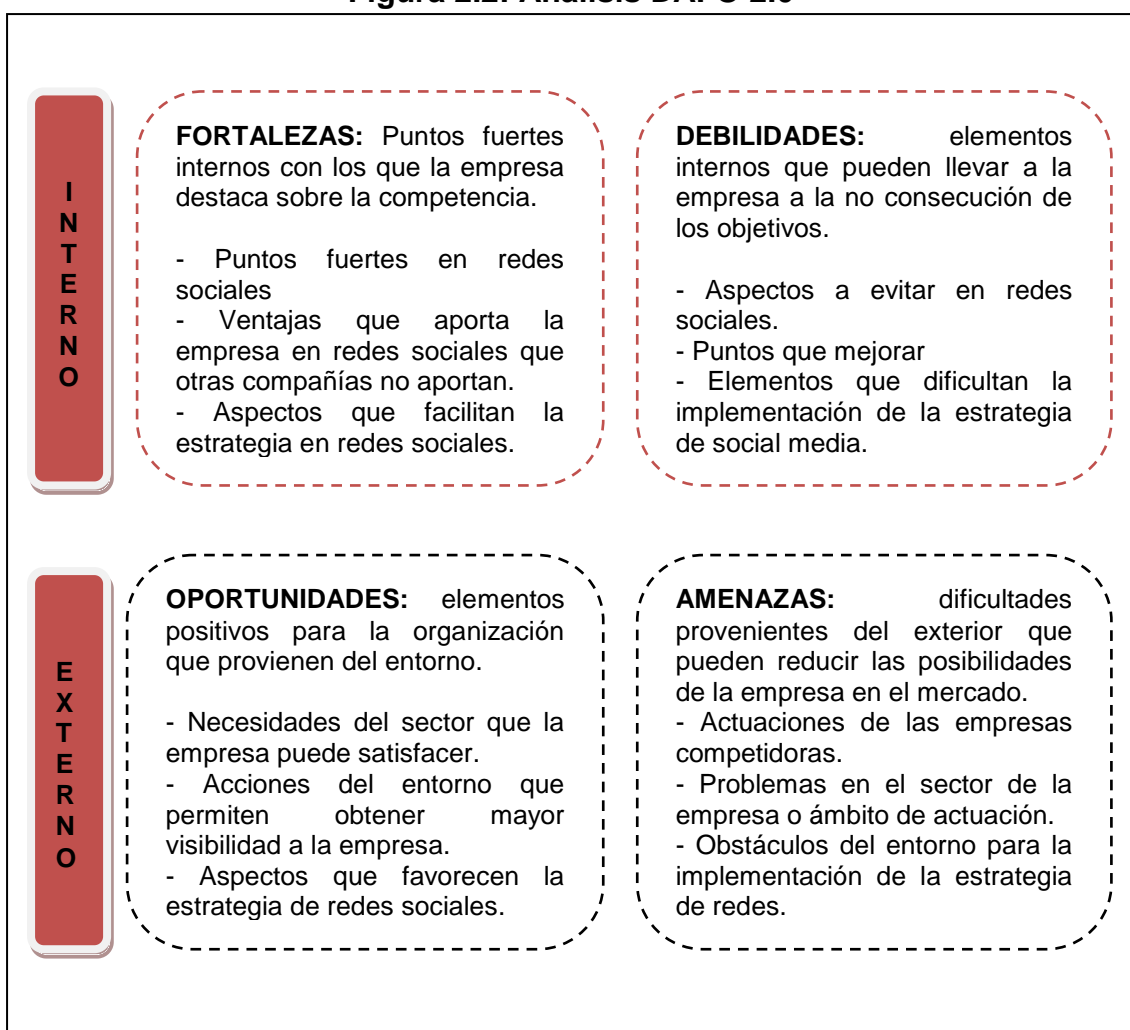 Figura 2.2: Análisis DAFO 2.0
INTERNO
FORTALEZAS: Puntos fuertes
internos con los que la empresa
destaca sobre la competencia.
- Puntos fuertes en redes
sociales
- Ventajas que aporta la
empresa en redes sociales que
otras compañías no aportan.
- Aspectos que facilitan la
estrategia en redes sociales.
DEBILIDADES: elementos
internos que pueden llevar a la
empresa a la no consecución de
los objetivos.
- Aspectos a evitar en redes
sociales.
- Puntos que mejorar
- Elementos que dificultan la
implementación de la estrategia
de social media.
EXTERNO
OPORTUNIDADES: elementos
positivos para la organización
que provienen del entorno.
- Necesidades del sector que la
empresa puede satisfacer.
- Acciones del entorno que
permiten obtener mayor
visibilidad a la empresa.
- Aspectos que favorecen la
estrategia de redes sociales.
AMENAZAS: dificultades
provenientes del exterior que
pueden reducir las posibilidades
de la empresa en el mercado.
- Actuaciones de las empresas
competidoras.
- Problemas en el sector de la
empresa o ámbito de actuación.
- Obstáculos del entorno para la
implementación de la estrategia
de redes.